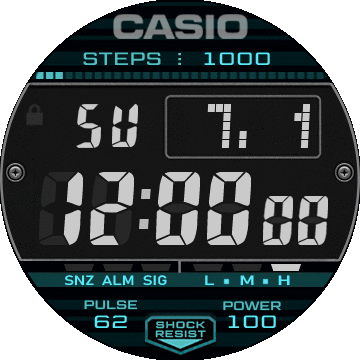 CASIO
STEPS : 1000
SU 7. 1
12:00 00
SNZ ALM SIG L · M · H
PULSE POWER
62 100
SHOCK
RESIST